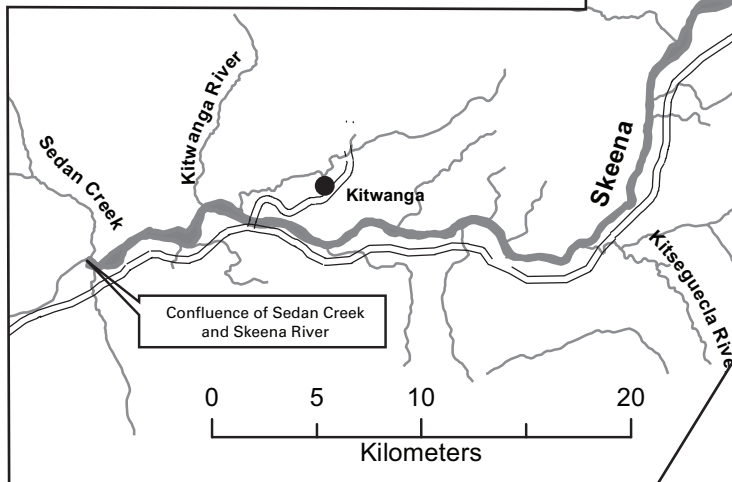 Kitwanga River
Sedan Creek
Skeena
Kitwanga
Kitseguecla Rive
Confluence of Sedan Creek
and Skeena River
0 5 10 20
Kilometers